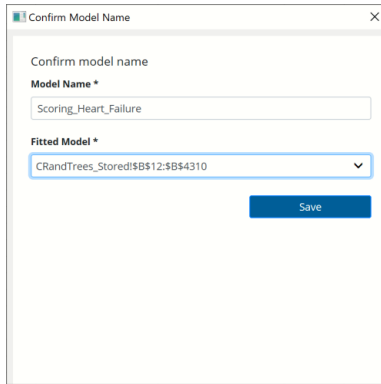 Confirm Model Name
Confirm model name
Model Name *
Scoring_Heart_Failure
Fitted Model *
CRandTrees_Stored!$B$12:$B$4310
Save